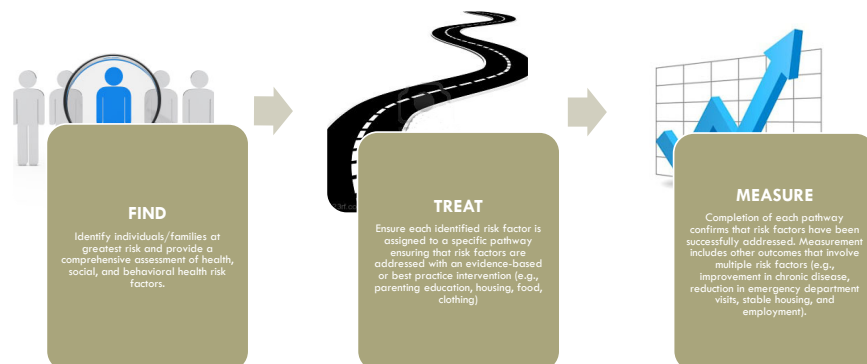 FIND
Identify individuals/families at
greatest risk and provide a
comprehensive assessment of health,
social, and behavioral health risk
factors.
TREAT
Ensure each identified risk factor is
assigned to a specific pathway
ensuring that risk factors are
addressed with an evidence-based
or best practice intervention (e.g.,
parenting education, housing, food,
clothing)
MEASURE
Completion of each pathway
confirms that risk factors have been
successfully addressed. Measurement
includes other outcomes that involve
multiple risk factors (e.g.,
improvement in chronic disease,
reduction in emergency department
visits, stable housing, and
employment).